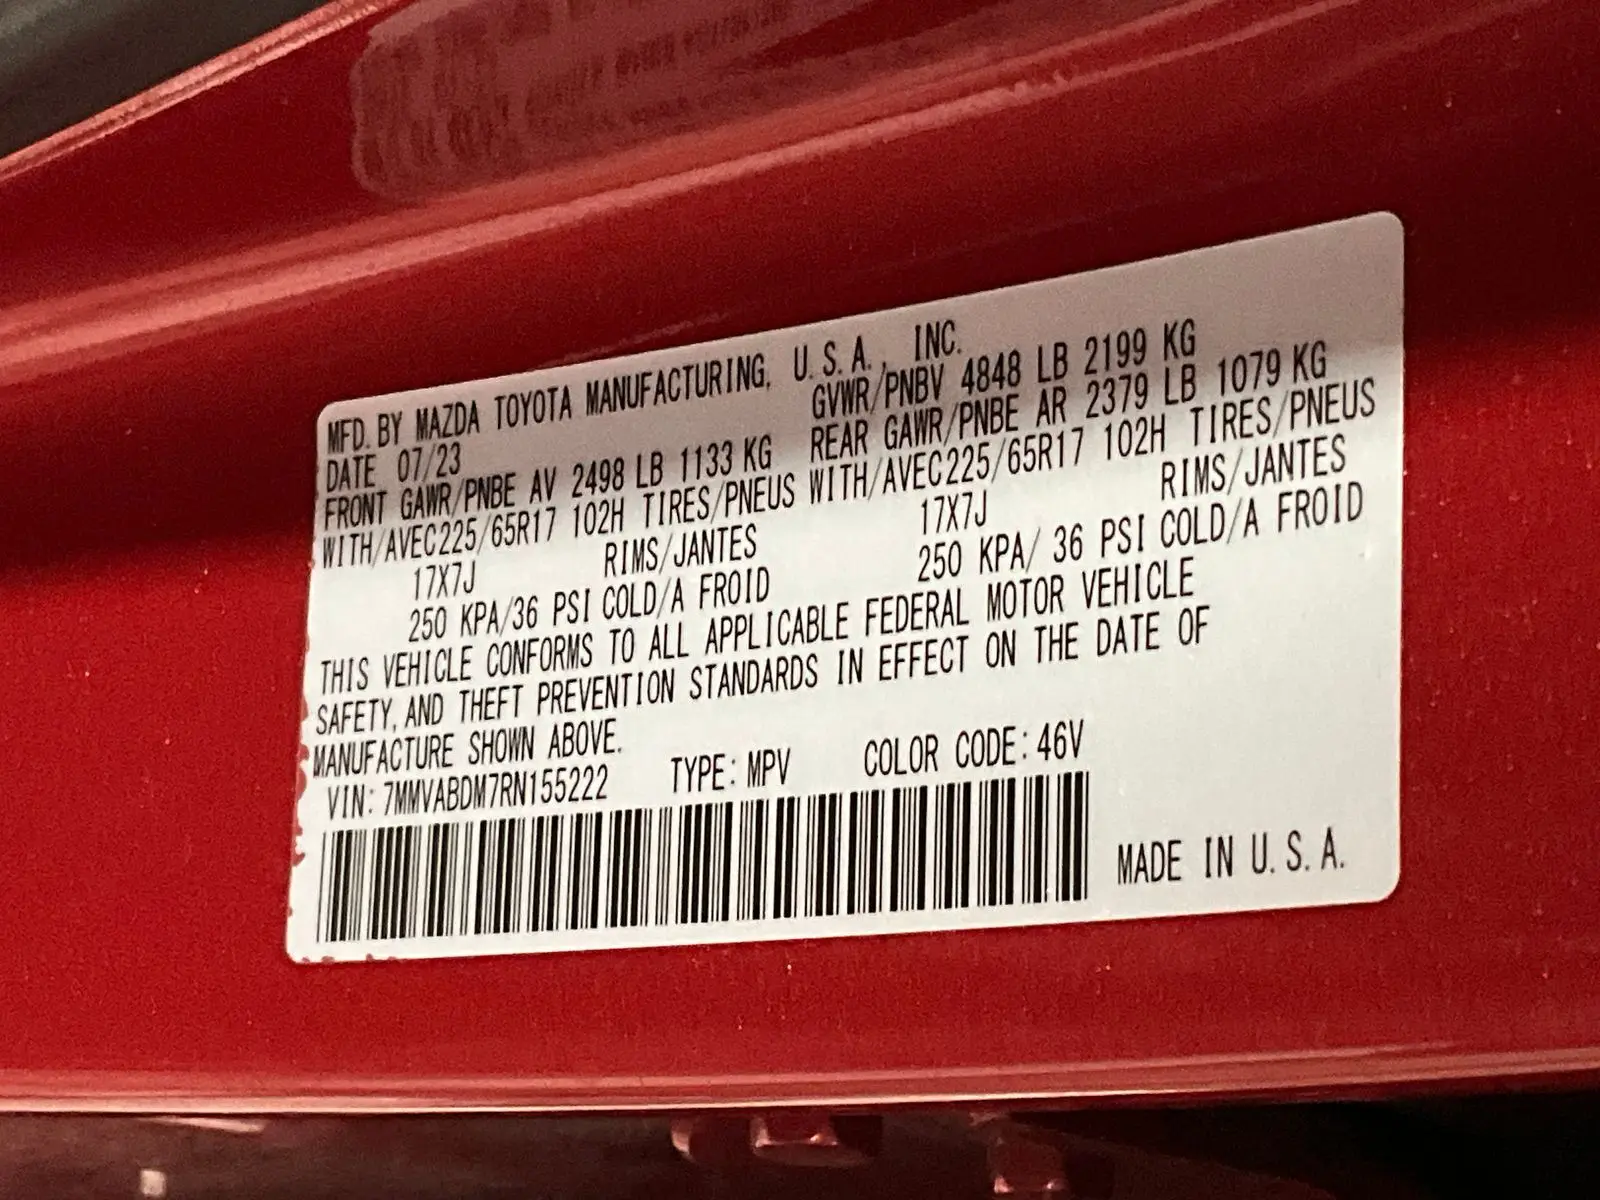 MFD. BY MAZDA TOYOTA MANUFACTURING, U.S.A., INC.
DATE 07/23 GVWR/PNBV 4848 LB 2199 KG
FRONT GAWR/PNBE AV 2498 LB 1133 KG REAR GAWR/PNBE AR 2379 LB 1079 KG
WITH/AVEC225/65R17 102H TIRES/PNEUS WITH/AVEC225/65R17 102H TIRES/PNEUS
17X7J RIMS/JANTES 17X7J RIMS/JANTES
250 KPA/36 PSI COLD/A FROID 250 KPA/ 36 PSI COLD/A FROID
THIS VEHICLE CONFORMS TO ALL APPLICABLE FEDERAL MOTOR VEHICLE
SAFETY, AND THEFT PREVENTION STANDARDS IN EFFECT ON THE DATE OF
MANUFACTURE SHOWN ABOVE.
VIN: 7MMVABDM7RN155222 TYPE: MPV COLOR CODE: 46V
MADE IN U.S.A.